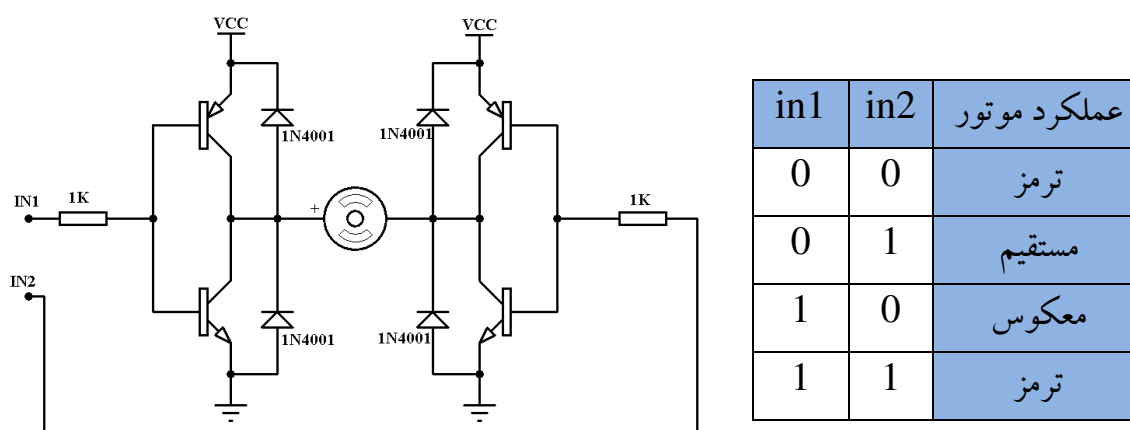 VCC
VCC
1N4001
1N4001
IN1
1K
+
1K
IN2
1N4001
1N4001
in1 in2 عملکرد موتور
0 0 ترمز
0 1 مستقیم
1 0 معکوس
1 1 ترمز